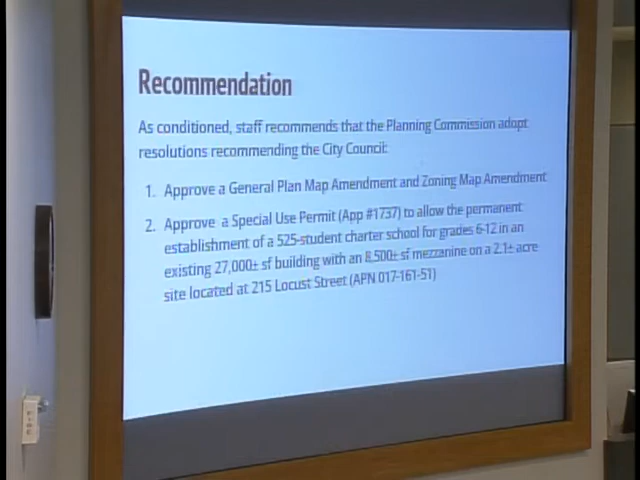 Recommendation
As conditioned, staff recommends that the Planning Commission adopt
resolutions recommending the City Council:
1. Approve a General Plan Map Amendment and Zoning Map Amendment
2. Approve a Special Use Permit (App #1737) to allow the permanent
establishment of a 525-student charter school for grades 6-12 in an
existing 27,000± sf building with an 8,500± sf mezzanine on a 2.1± acre
site located at 215 Locust Street (APN 017-161-51)